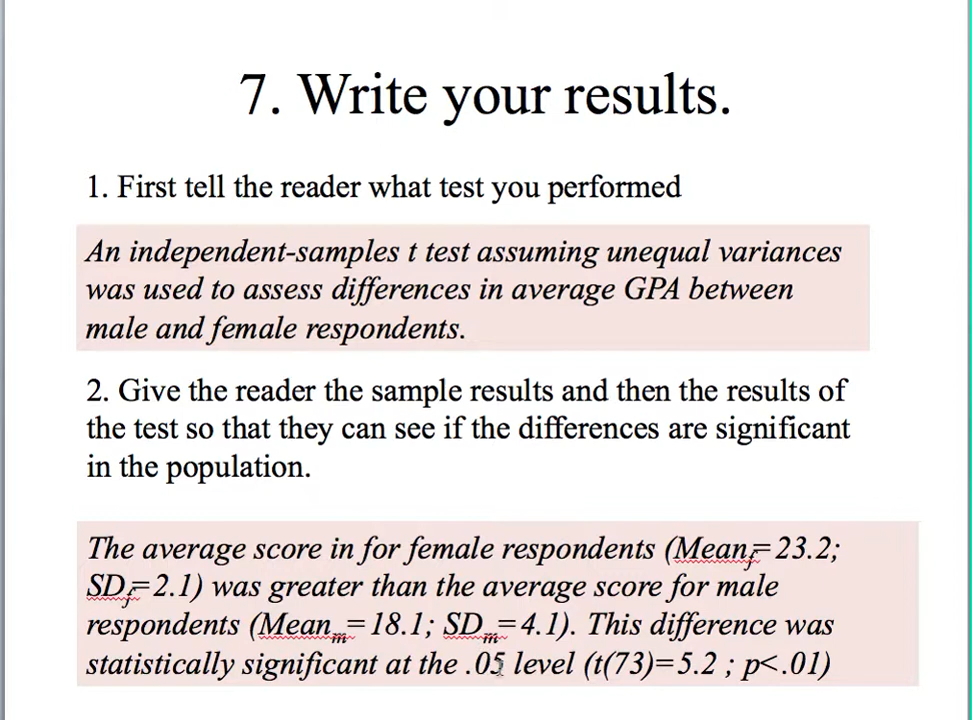 7. Write your results.
1. First tell the reader what test you performed
An independent-samples t test assuming unequal variances
was used to assess differences in average GPA between
male and female respondents.
2. Give the reader the sample results and then the results of
the test so that they can see if the differences are significant
in the population.
The average score in for female respondents (Mean_f=23.2;
SD_f=2.1) was greater than the average score for male
respondents (Mean_m=18.1; SD_m=4.1). This difference was
statistically significant at the .05 level (t(73)=5.2 ; p<.01)